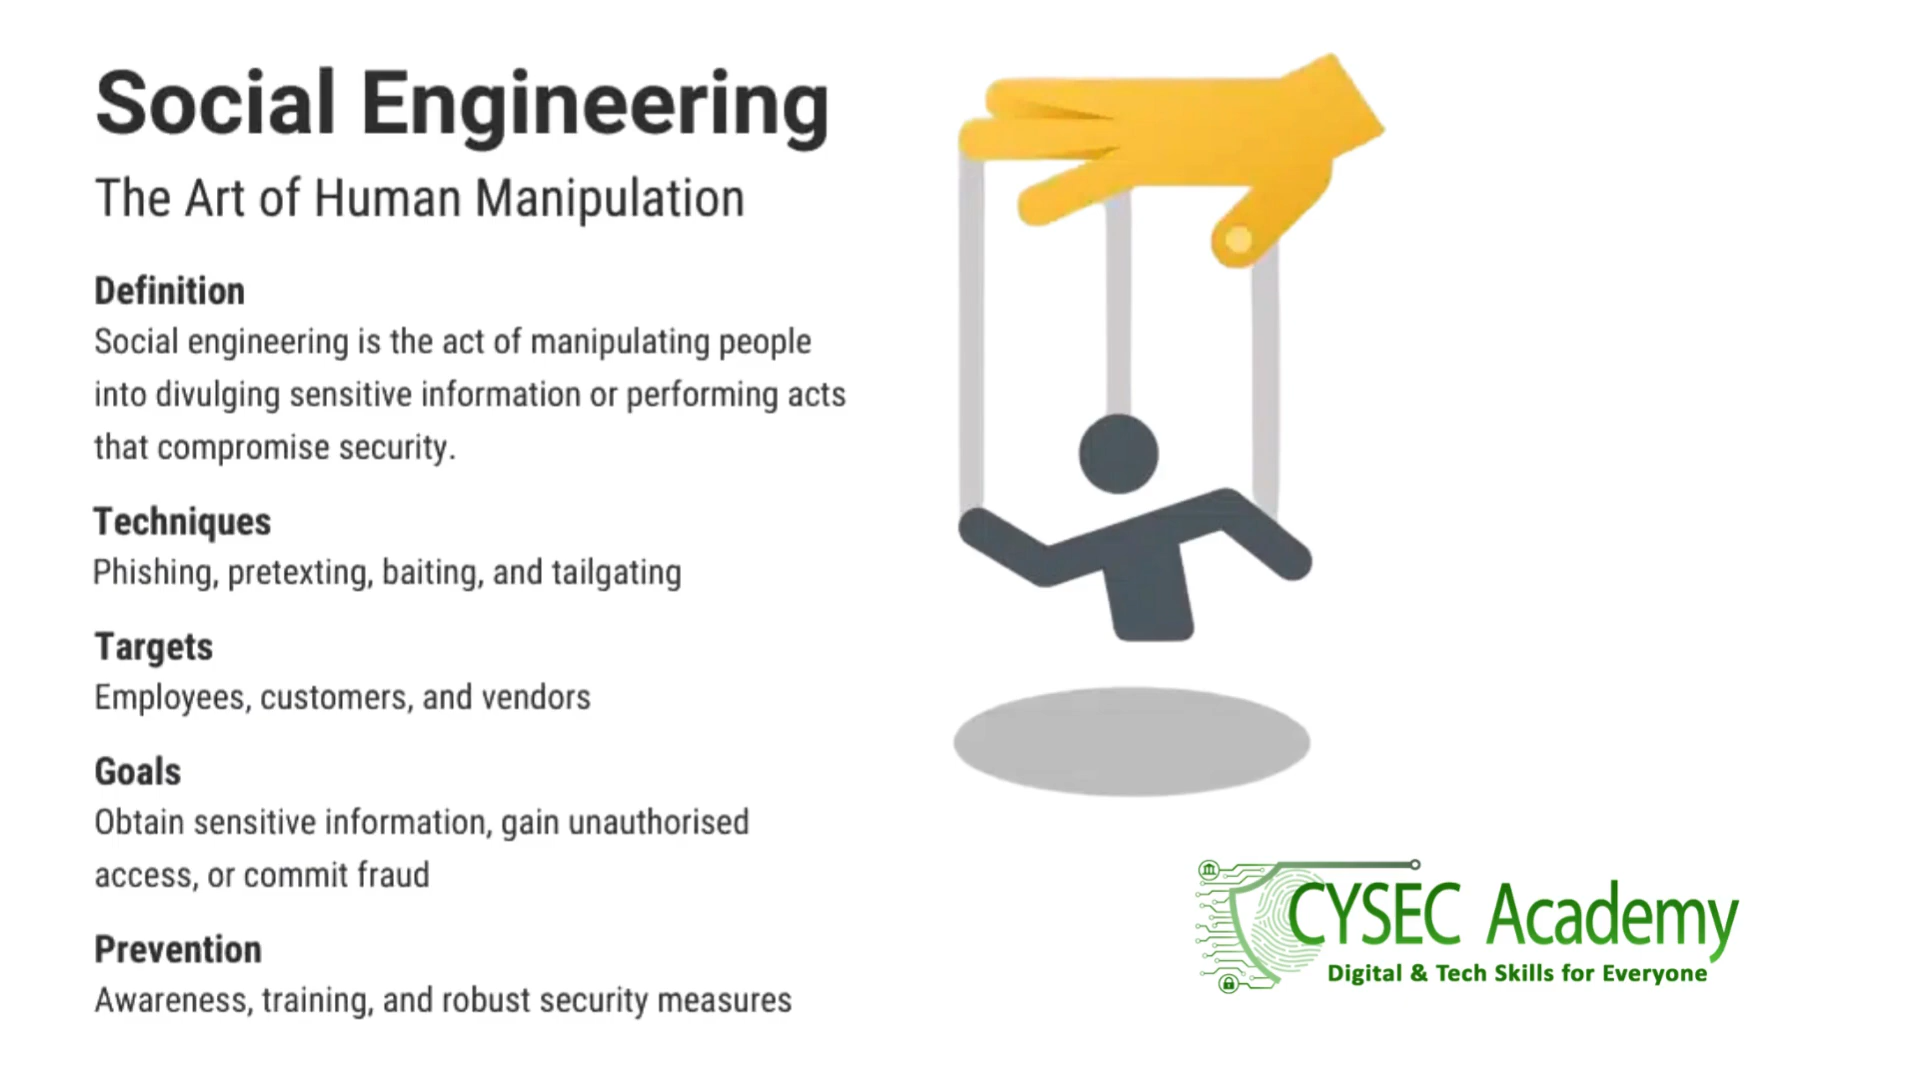 Social Engineering
The Art of Human Manipulation
Definition
Social engineering is the act of manipulating people
into divulging sensitive information or performing acts
that compromise security.
Techniques
Phishing, pretexting, baiting, and tailgating
Targets
Employees, customers, and vendors
Goals
Obtain sensitive information, gain unauthorised
access, or commit fraud
Prevention
Awareness, training, and robust security measures
CYSEC Academy
Digital & Tech Skills for Everyone